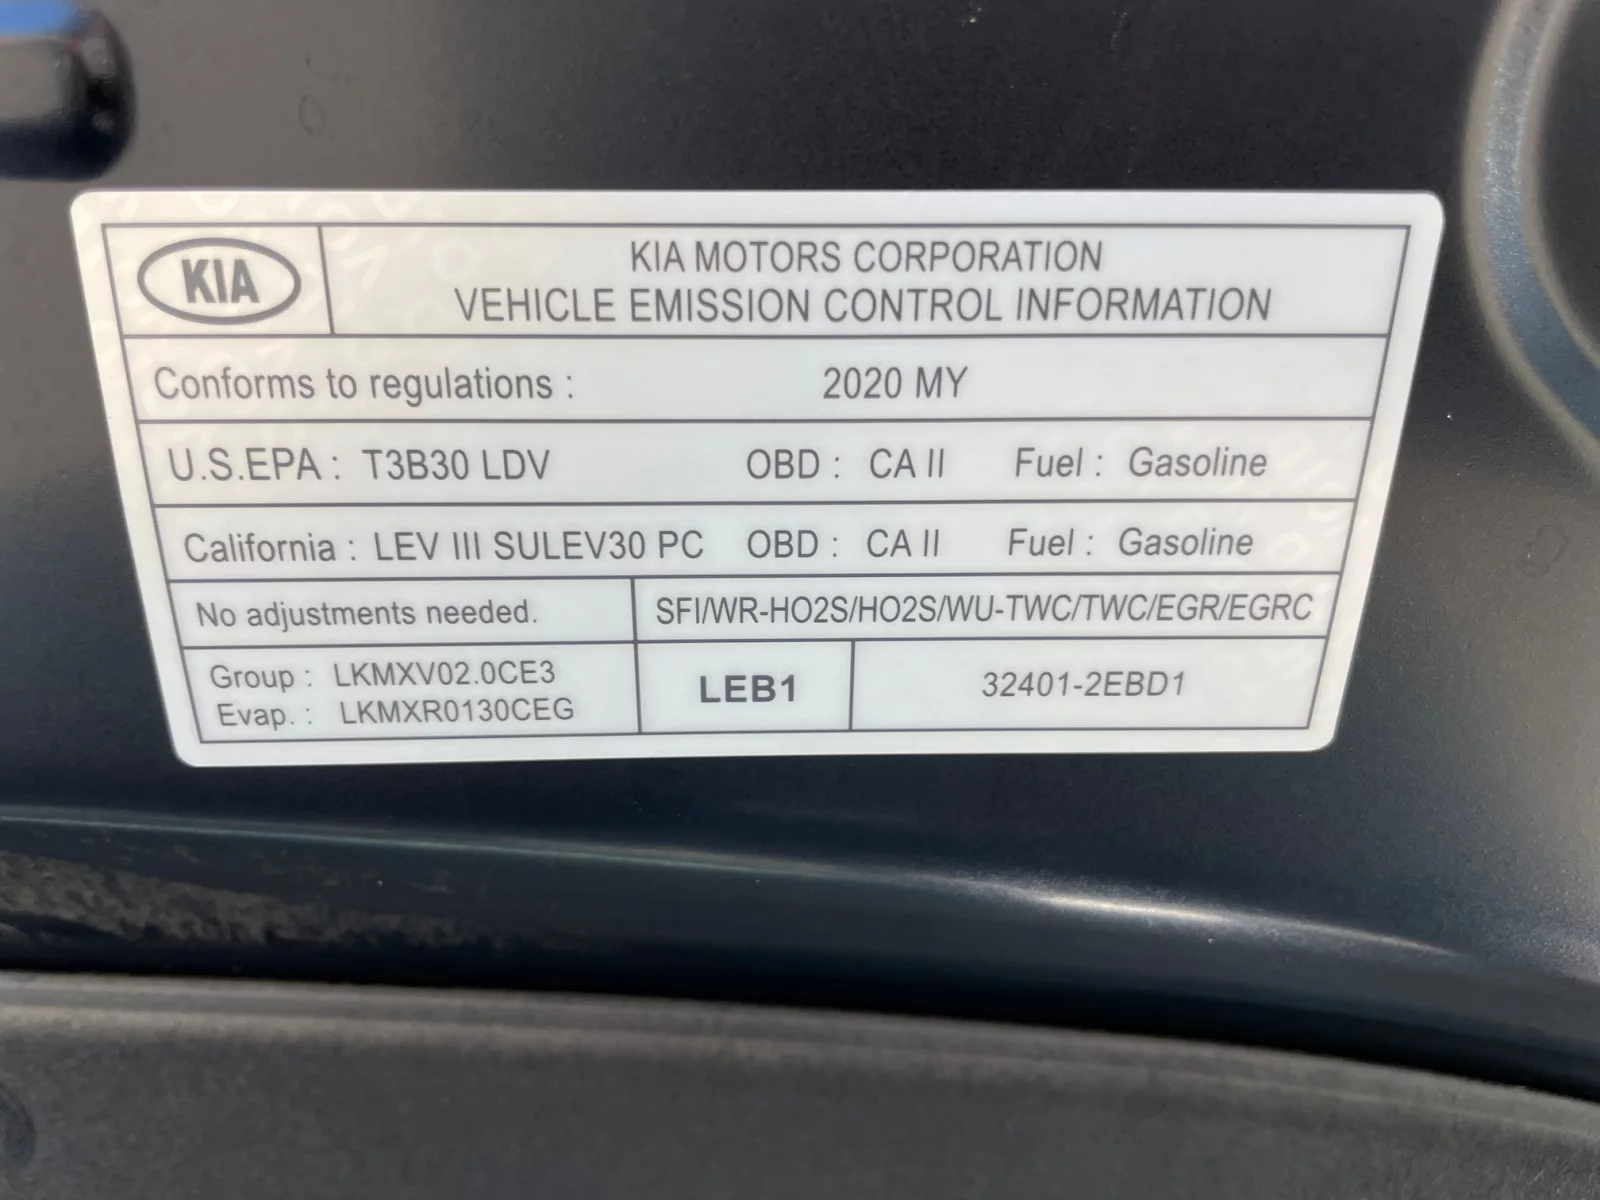 KIA
KIA MOTORS CORPORATION
VEHICLE EMISSION CONTROL INFORMATION
Conforms to regulations : 2020 MY
U.S.EPA : T3B30 LDV OBD : CA II Fuel : Gasoline
California : LEV III SULEV30 PC OBD : CA II Fuel : Gasoline
No adjustments needed. SFI/WR-HO2S/HO2S/WU-TWC/TWC/EGR/EGRC
Group : LKMXV02.0CE3
Evap. : LKMXR0130CEG
LEB1
32401-2EBD1